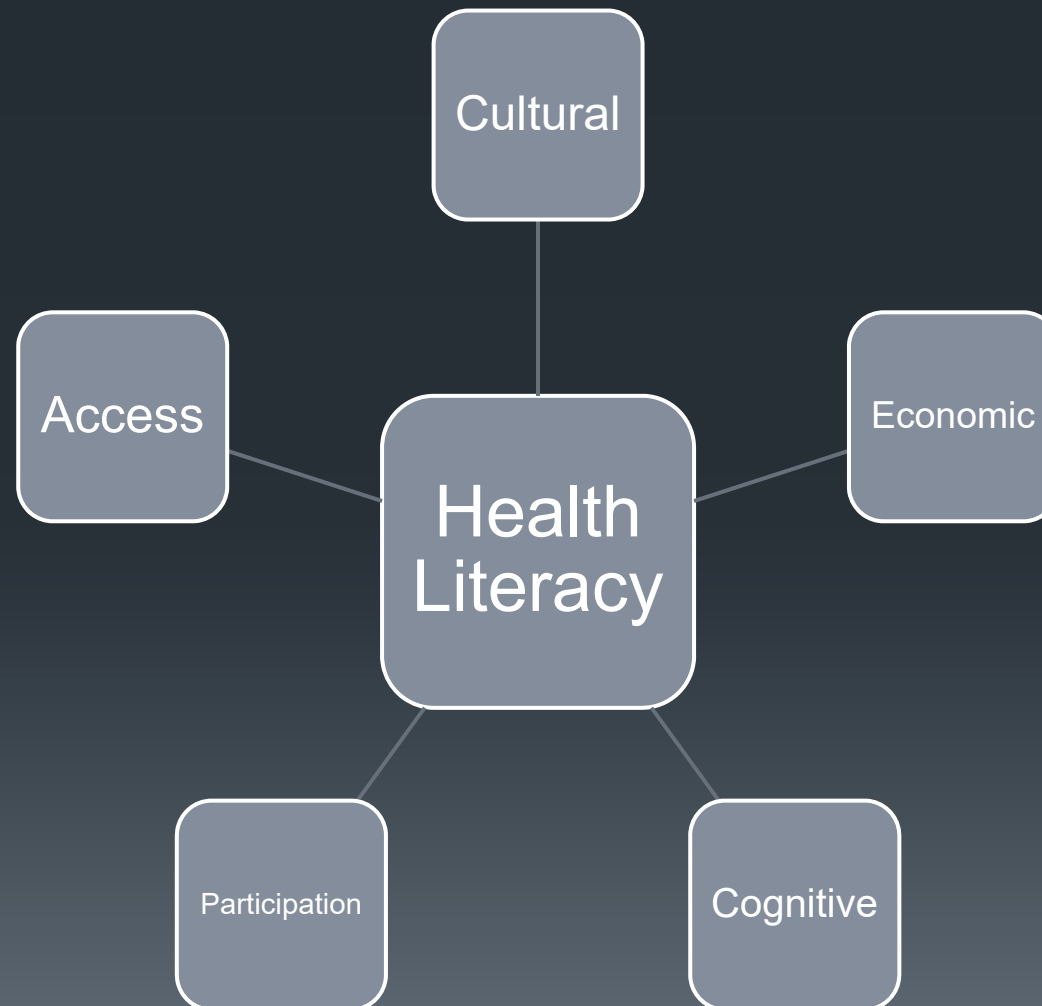 Cultural
Access
Economic
Health
Literacy
Participation
Cognitive